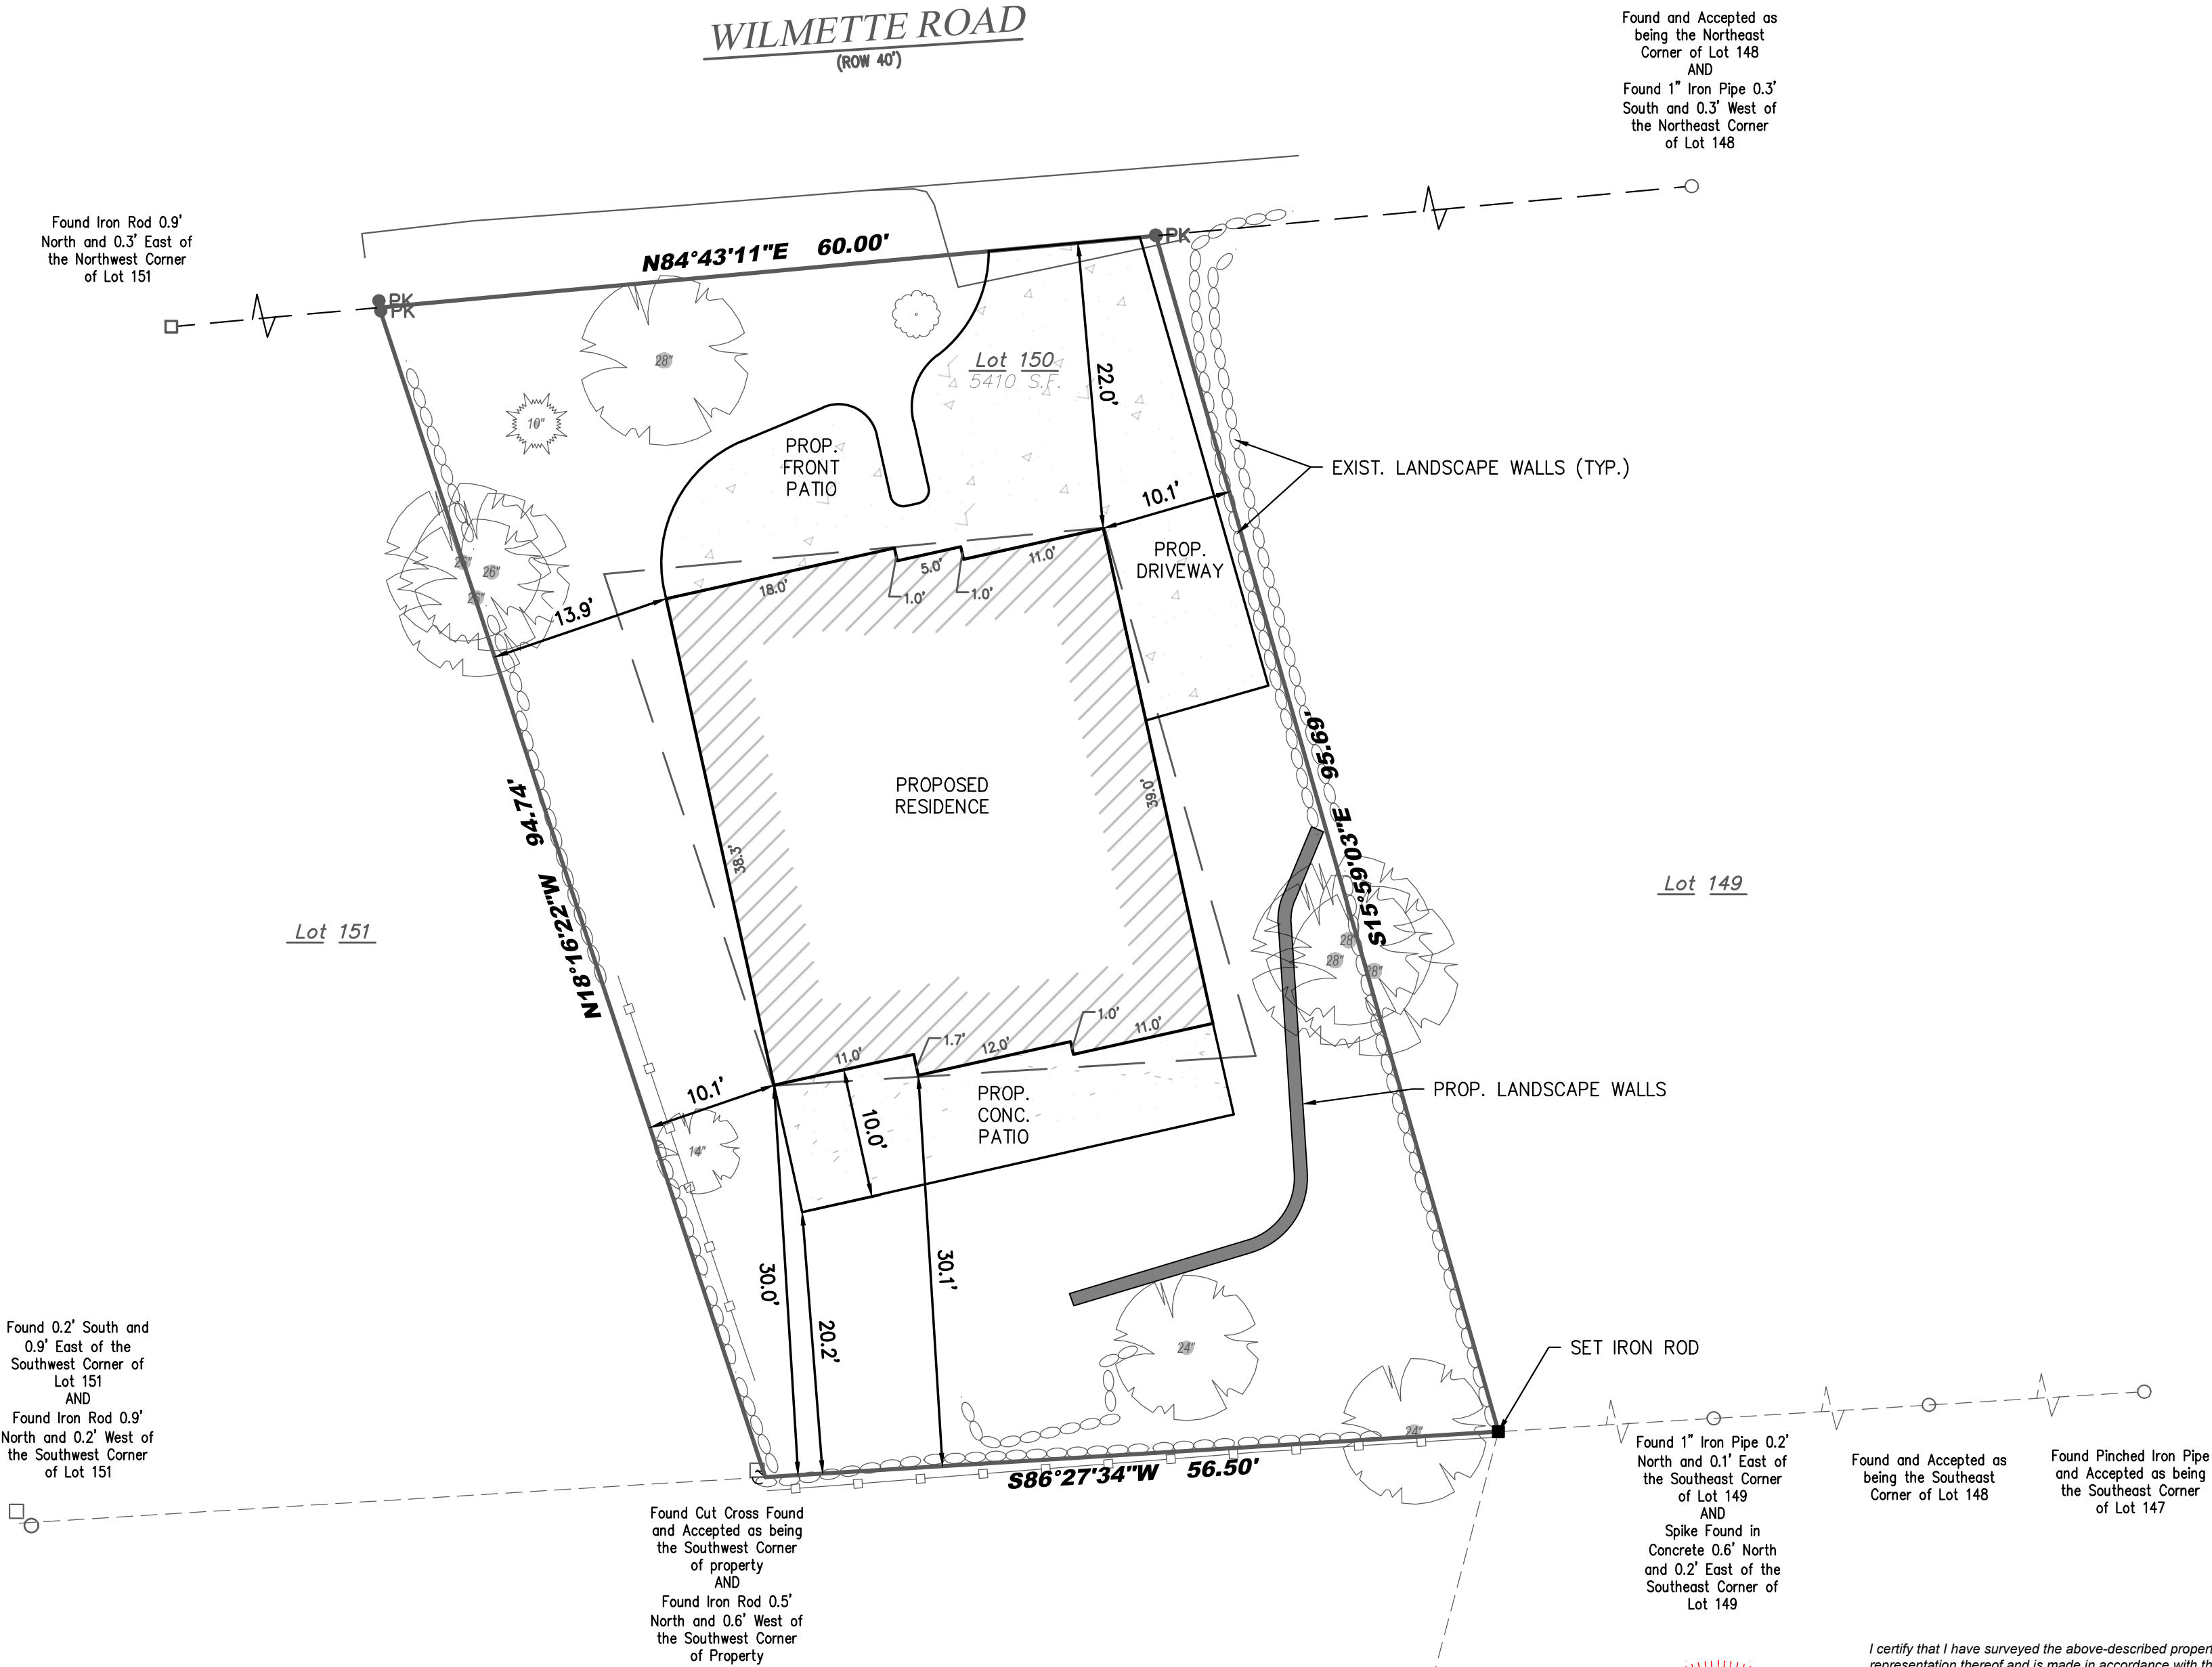 WILMETTE ROAD
(ROW 40')
Found and Accepted as
being the Northeast
Corner of Lot 148
AND
Found 1" Iron Pipe 0.3'
South and 0.3' West of
the Northeast Corner
of Lot 148
Found Iron Rod 0.9'
North and 0.3' East of
the Northwest Corner
of Lot 151
N84°43'11"E 60.00'
PK
PK
PK
28"
10"
Lot 150
5410 S.F.
22.0'
PROP.
FRONT
PATIO
EXIST. LANDSCAPE WALLS (TYP.)
10.1'
PROP.
DRIVEWAY
26"
26"
26"
13.9'
18.0'
1.0'
5.0'
1.0'
11.0'
PROPOSED
RESIDENCE
38.3'
39.0'
N18°16'22"W 94.74'
S15°59'03"E 95.69'
Lot 151
Lot 149
28"
28"
28"
11.0'
1.7'
12.0'
1.0'
11.0'
10.1'
14"
10.0'
PROP.
CONC.
PATIO
PROP. LANDSCAPE WALLS
30.0'
20.2'
30.1'
24"
24"
SET IRON ROD
S86°27'34"W 56.50'
Found 0.2' South and
0.9' East of the
Southwest Corner of
Lot 151
AND
Found Iron Rod 0.9'
North and 0.2' West of
the Southwest Corner
of Lot 151
Found Cut Cross Found
and Accepted as being
the Southwest Corner
of property
AND
Found Iron Rod 0.5'
North and 0.6' West of
the Southwest Corner
of Property
Found 1" Iron Pipe 0.2'
North and 0.1' East of
the Southeast Corner
of Lot 149
AND
Spike Found in
Concrete 0.6' North
and 0.2' East of the
Southeast Corner of
Lot 149
Found and Accepted as
being the Southeast
Corner of Lot 148
Found Pinched Iron Pipe
and Accepted as being
the Southeast Corner
of Lot 147
I certify that I have surveyed the above-described propert
representation thereof and is made in accordance with th